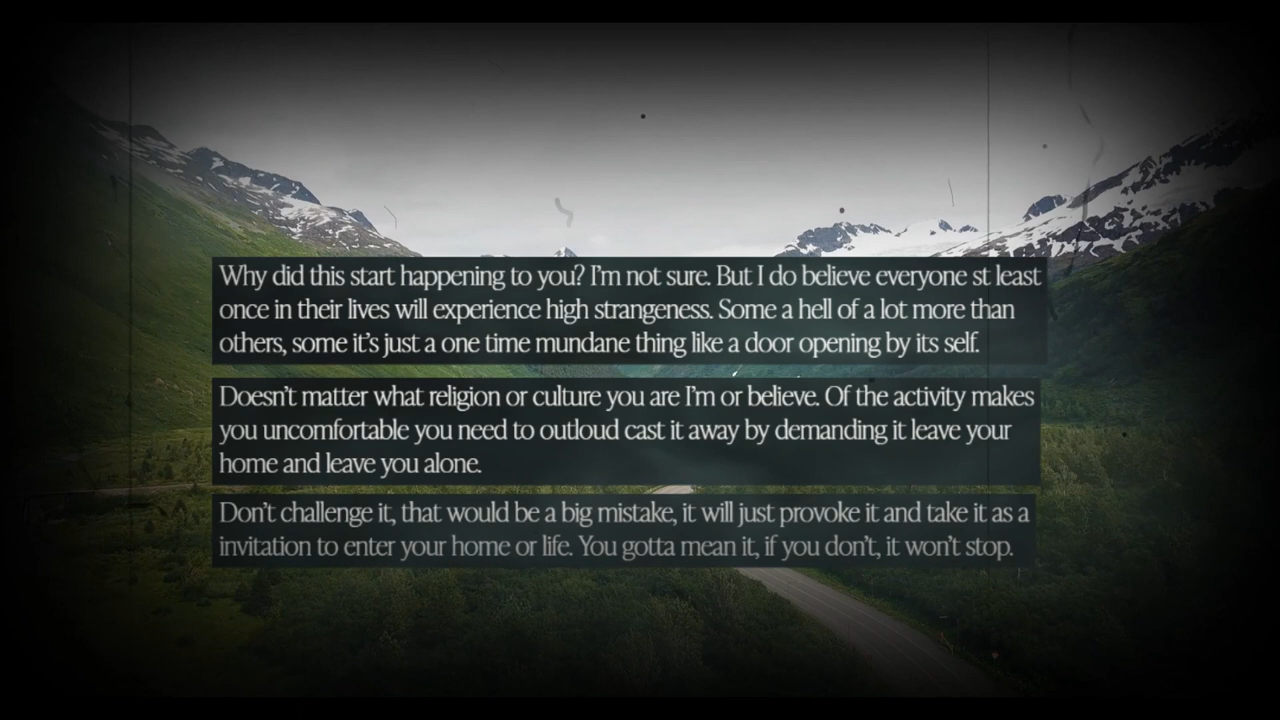 Why did this start happening to you? I'm not sure. But I do believe everyone st least
once in their lives will experience high strangeness. Some a hell of a lot more than
others, some it's just a one time mundane thing like a door opening by its self.
Doesn't matter what religion or culture you are I'm or believe. Of the activity makes
you uncomfortable you need to outloud cast it away by demanding it leave your
home and leave you alone.
Don't challenge it, that would be a big mistake, it will just provoke it and take it as a
invitation to enter your home or life. You gotta mean it, if you don't, it won't stop.